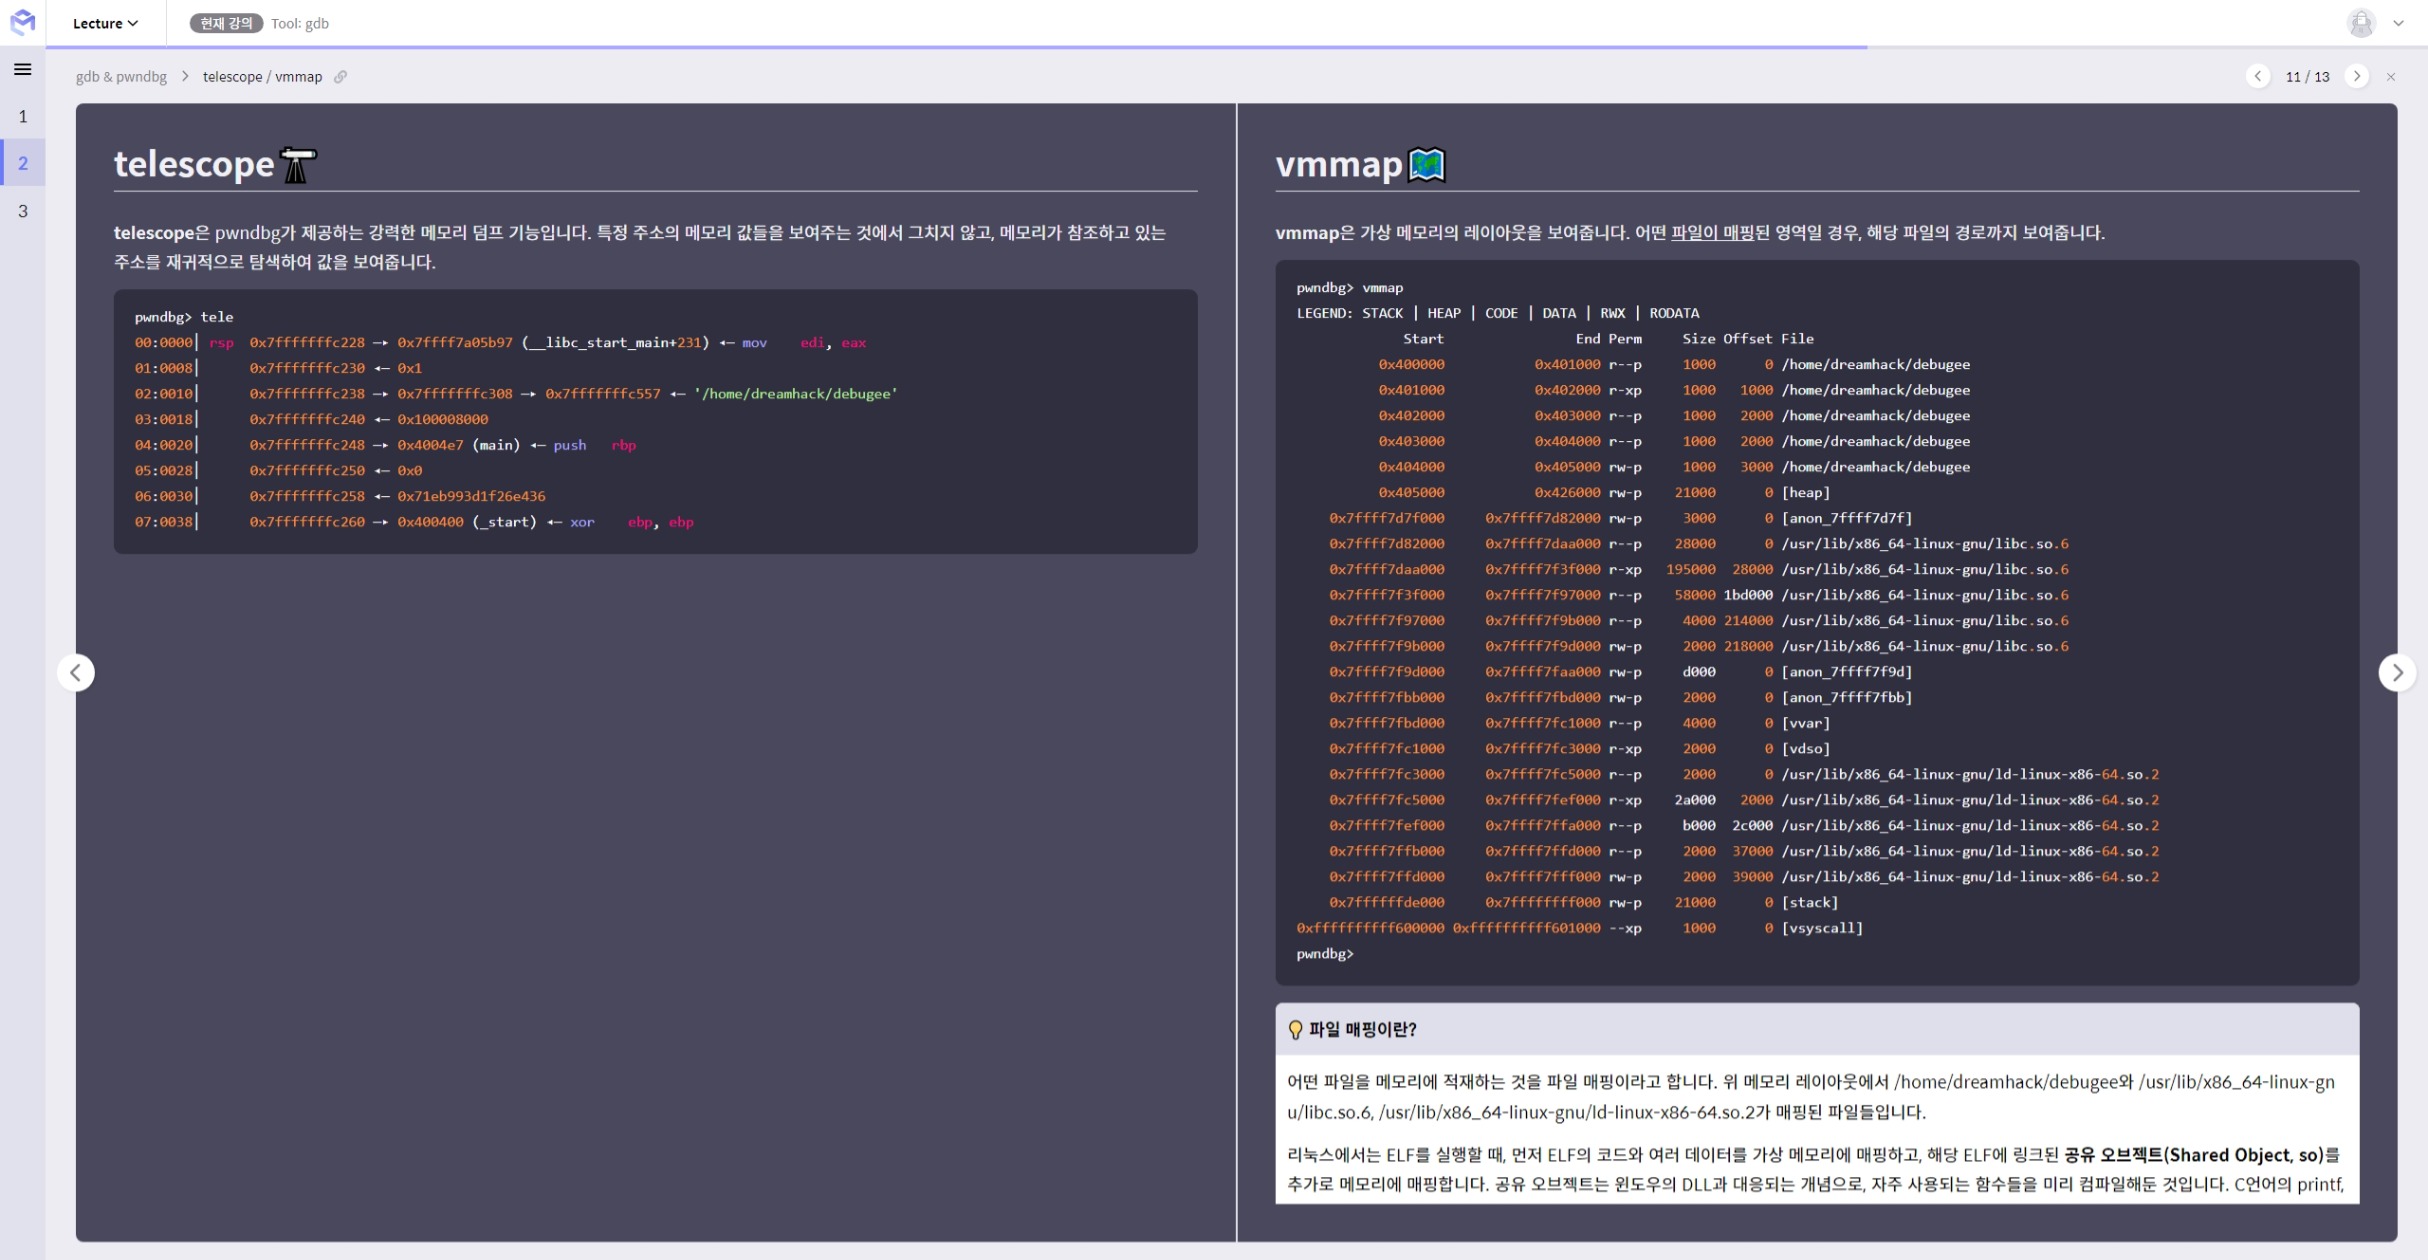 Lecture
현재 강의 Tool: gdb
gdb & pwndbg > telescope / vmmap
11 / 13
1
2
3
telescope
telescope은 pwndbg가 제공하는 강력한 메모리 덤프 기능입니다. 특정 주소의 메모리 값들을 보여주는 것에서 그치지 않고, 메모리가 참조하고 있는
주소를 재귀적으로 탐색하여 값을 보여줍니다.
pwndbg> tele
00:0000│ rsp 0x7fffffffc228 —▸ 0x7ffff7a05b97 (__libc_start_main+231) ◂— mov edi, eax
01:0008│ 0x7fffffffc230 ◂— 0x1
02:0010│ 0x7fffffffc238 —▸ 0x7fffffffc308 —▸ 0x7fffffffc557 ◂— '/home/dreamhack/debugee'
03:0018│ 0x7fffffffc240 ◂— 0x100008000
04:0020│ 0x7fffffffc248 —▸ 0x4004e7 (main) ◂— push rbp
05:0028│ 0x7fffffffc250 ◂— 0x0
06:0030│ 0x7fffffffc258 ◂— 0x71eb993d1f26e436
07:0038│ 0x7fffffffc260 —▸ 0x400400 (_start) ◂— xor ebp, ebp
vmmap
vmmap은 가상 메모리의 레이아웃을 보여줍니다. 어떤 파일이 매핑된 영역일 경우, 해당 파일의 경로까지 보여줍니다.
pwndbg> vmmap
LEGEND: STACK | HEAP | CODE | DATA | RWX | RODATA
Start End Perm Size Offset File
0x400000 0x401000 r--p 1000 0 /home/dreamhack/debugee
0x401000 0x402000 r-xp 1000 1000 /home/dreamhack/debugee
0x402000 0x403000 r--p 1000 2000 /home/dreamhack/debugee
0x403000 0x404000 r--p 1000 2000 /home/dreamhack/debugee
0x404000 0x405000 rw-p 1000 3000 /home/dreamhack/debugee
0x405000 0x426000 rw-p 21000 0 [heap]
0x7ffff7d7f000 0x7ffff7d82000 rw-p 3000 0 [anon_7ffff7d7f]
0x7ffff7d82000 0x7ffff7daa000 r--p 28000 0 /usr/lib/x86_64-linux-gnu/libc.so.6
0x7ffff7daa000 0x7ffff7f3f000 r-xp 195000 28000 /usr/lib/x86_64-linux-gnu/libc.so.6
0x7ffff7f3f000 0x7ffff7f97000 r--p 58000 1bd000 /usr/lib/x86_64-linux-gnu/libc.so.6
0x7ffff7f97000 0x7ffff7f9b000 r--p 4000 214000 /usr/lib/x86_64-linux-gnu/libc.so.6
0x7ffff7f9b000 0x7ffff7f9d000 rw-p 2000 218000 /usr/lib/x86_64-linux-gnu/libc.so.6
0x7ffff7f9d000 0x7ffff7faa000 rw-p d000 0 [anon_7ffff7f9d]
0x7ffff7fbb000 0x7ffff7fbd000 rw-p 2000 0 [anon_7ffff7fbb]
0x7ffff7fbd000 0x7ffff7fc1000 r--p 4000 0 [vvar]
0x7ffff7fc1000 0x7ffff7fc3000 r-xp 2000 0 [vdso]
0x7ffff7fc3000 0x7ffff7fc5000 r--p 2000 0 /usr/lib/x86_64-linux-gnu/ld-linux-x86-64.so.2
0x7ffff7fc5000 0x7ffff7fef000 r-xp 2a000 2000 /usr/lib/x86_64-linux-gnu/ld-linux-x86-64.so.2
0x7ffff7fef000 0x7ffff7ffa000 r--p b000 2c000 /usr/lib/x86_64-linux-gnu/ld-linux-x86-64.so.2
0x7ffff7ffb000 0x7ffff7ffd000 r--p 2000 37000 /usr/lib/x86_64-linux-gnu/ld-linux-x86-64.so.2
0x7ffff7ffd000 0x7ffff7fff000 rw-p 2000 39000 /usr/lib/x86_64-linux-gnu/ld-linux-x86-64.so.2
0x7ffffffde000 0x7ffffffff000 rw-p 21000 0 [stack]
0xffffffffff600000 0xffffffffff601000 --xp 1000 0 [vsyscall]
pwndbg>
파일 매핑이란?
어떤 파일을 메모리에 적재하는 것을 파일 매핑이라고 합니다. 위 메모리 레이아웃에서 /home/dreamhack/debugee와 /usr/lib/x86_64-linux-gn
u/libc.so.6, /usr/lib/x86_64-linux-gnu/ld-linux-x86-64.so.2가 매핑된 파일들입니다.
리눅스에서는 ELF를 실행할 때, 먼저 ELF의 코드와 여러 데이터를 가상 메모리에 매핑하고, 해당 ELF에 링크된 공유 오브젝트(Shared Object, so)를
추가로 메모리에 매핑합니다. 공유 오브젝트는 윈도우의 DLL과 대응되는 개념으로, 자주 사용되는 함수들을 미리 컴파일해둔 것입니다. C언어의 printf,